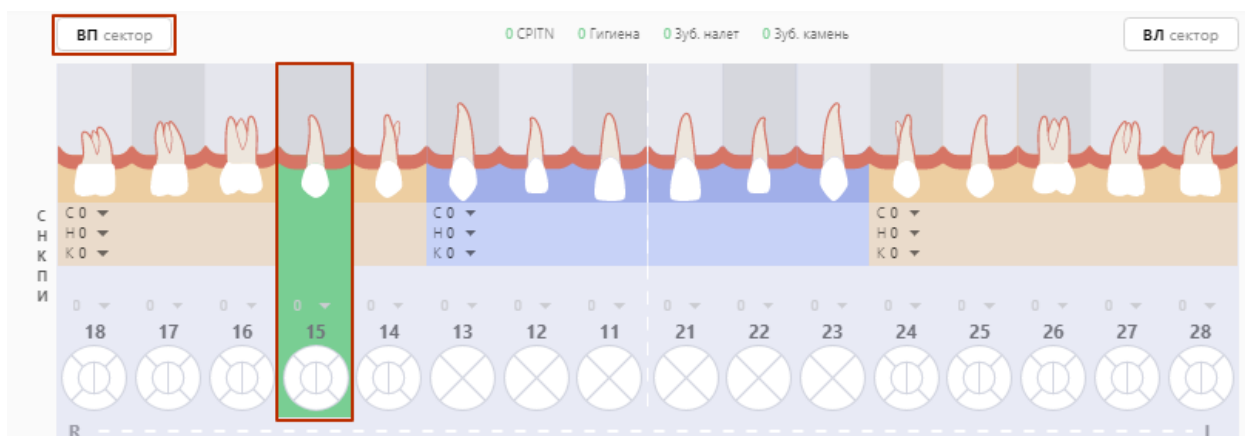 ВП сектор 0 CPITN 0 Гигиена 0 Зуб. налет 0 Зуб. камень ВЛ сектор
С С 0 С 0 С 0
Н Н 0 Н 0 Н 0
К К 0 К 0 К 0
П
И 0 0 0 0 0 0 0 0 0 0 0 0 0 0 0 0
18 17 16 15 14 13 12 11 21 22 23 24 25 26 27 28
R L